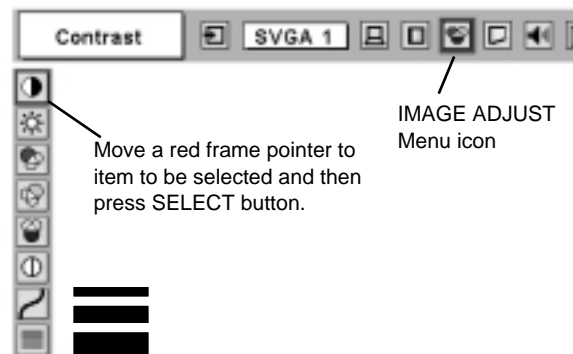 Contrast
SVGA 1
IMAGE ADJUST
Menu icon
Move a red frame pointer to
item to be selected and then
press SELECT button.